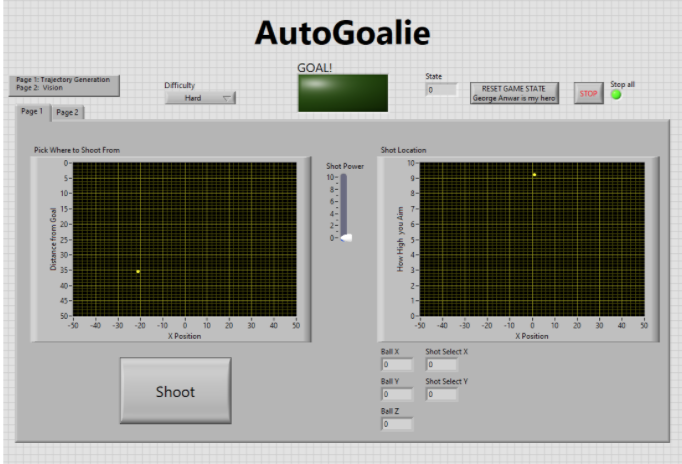 AutoGoalie
GOAL!
Page 1: Trajectory Generation
Page 2: Vision
Difficulty
Hard
State
0
RESET GAME STATE
George Anwar is my hero
STOP
Stop all
Page 1
Page 2
Pick Where to Shoot From
0
5
10
15
20
25
30
35
40
45
50
Distance from Goal
-50 -40 -30 -20 -10 0 10 20 30 40 50
X Position
Shot Power
10
8
6
4
2
0
Shot Location
10
9
8
7
6
5
4
3
2
1
0
How High you Aim
-50 -40 -30 -20 -10 0 10 20 30 40 50
X Position
Shoot
Ball X Shot Select X
0 0
Ball Y Shot Select Y
0 0
Ball Z
0